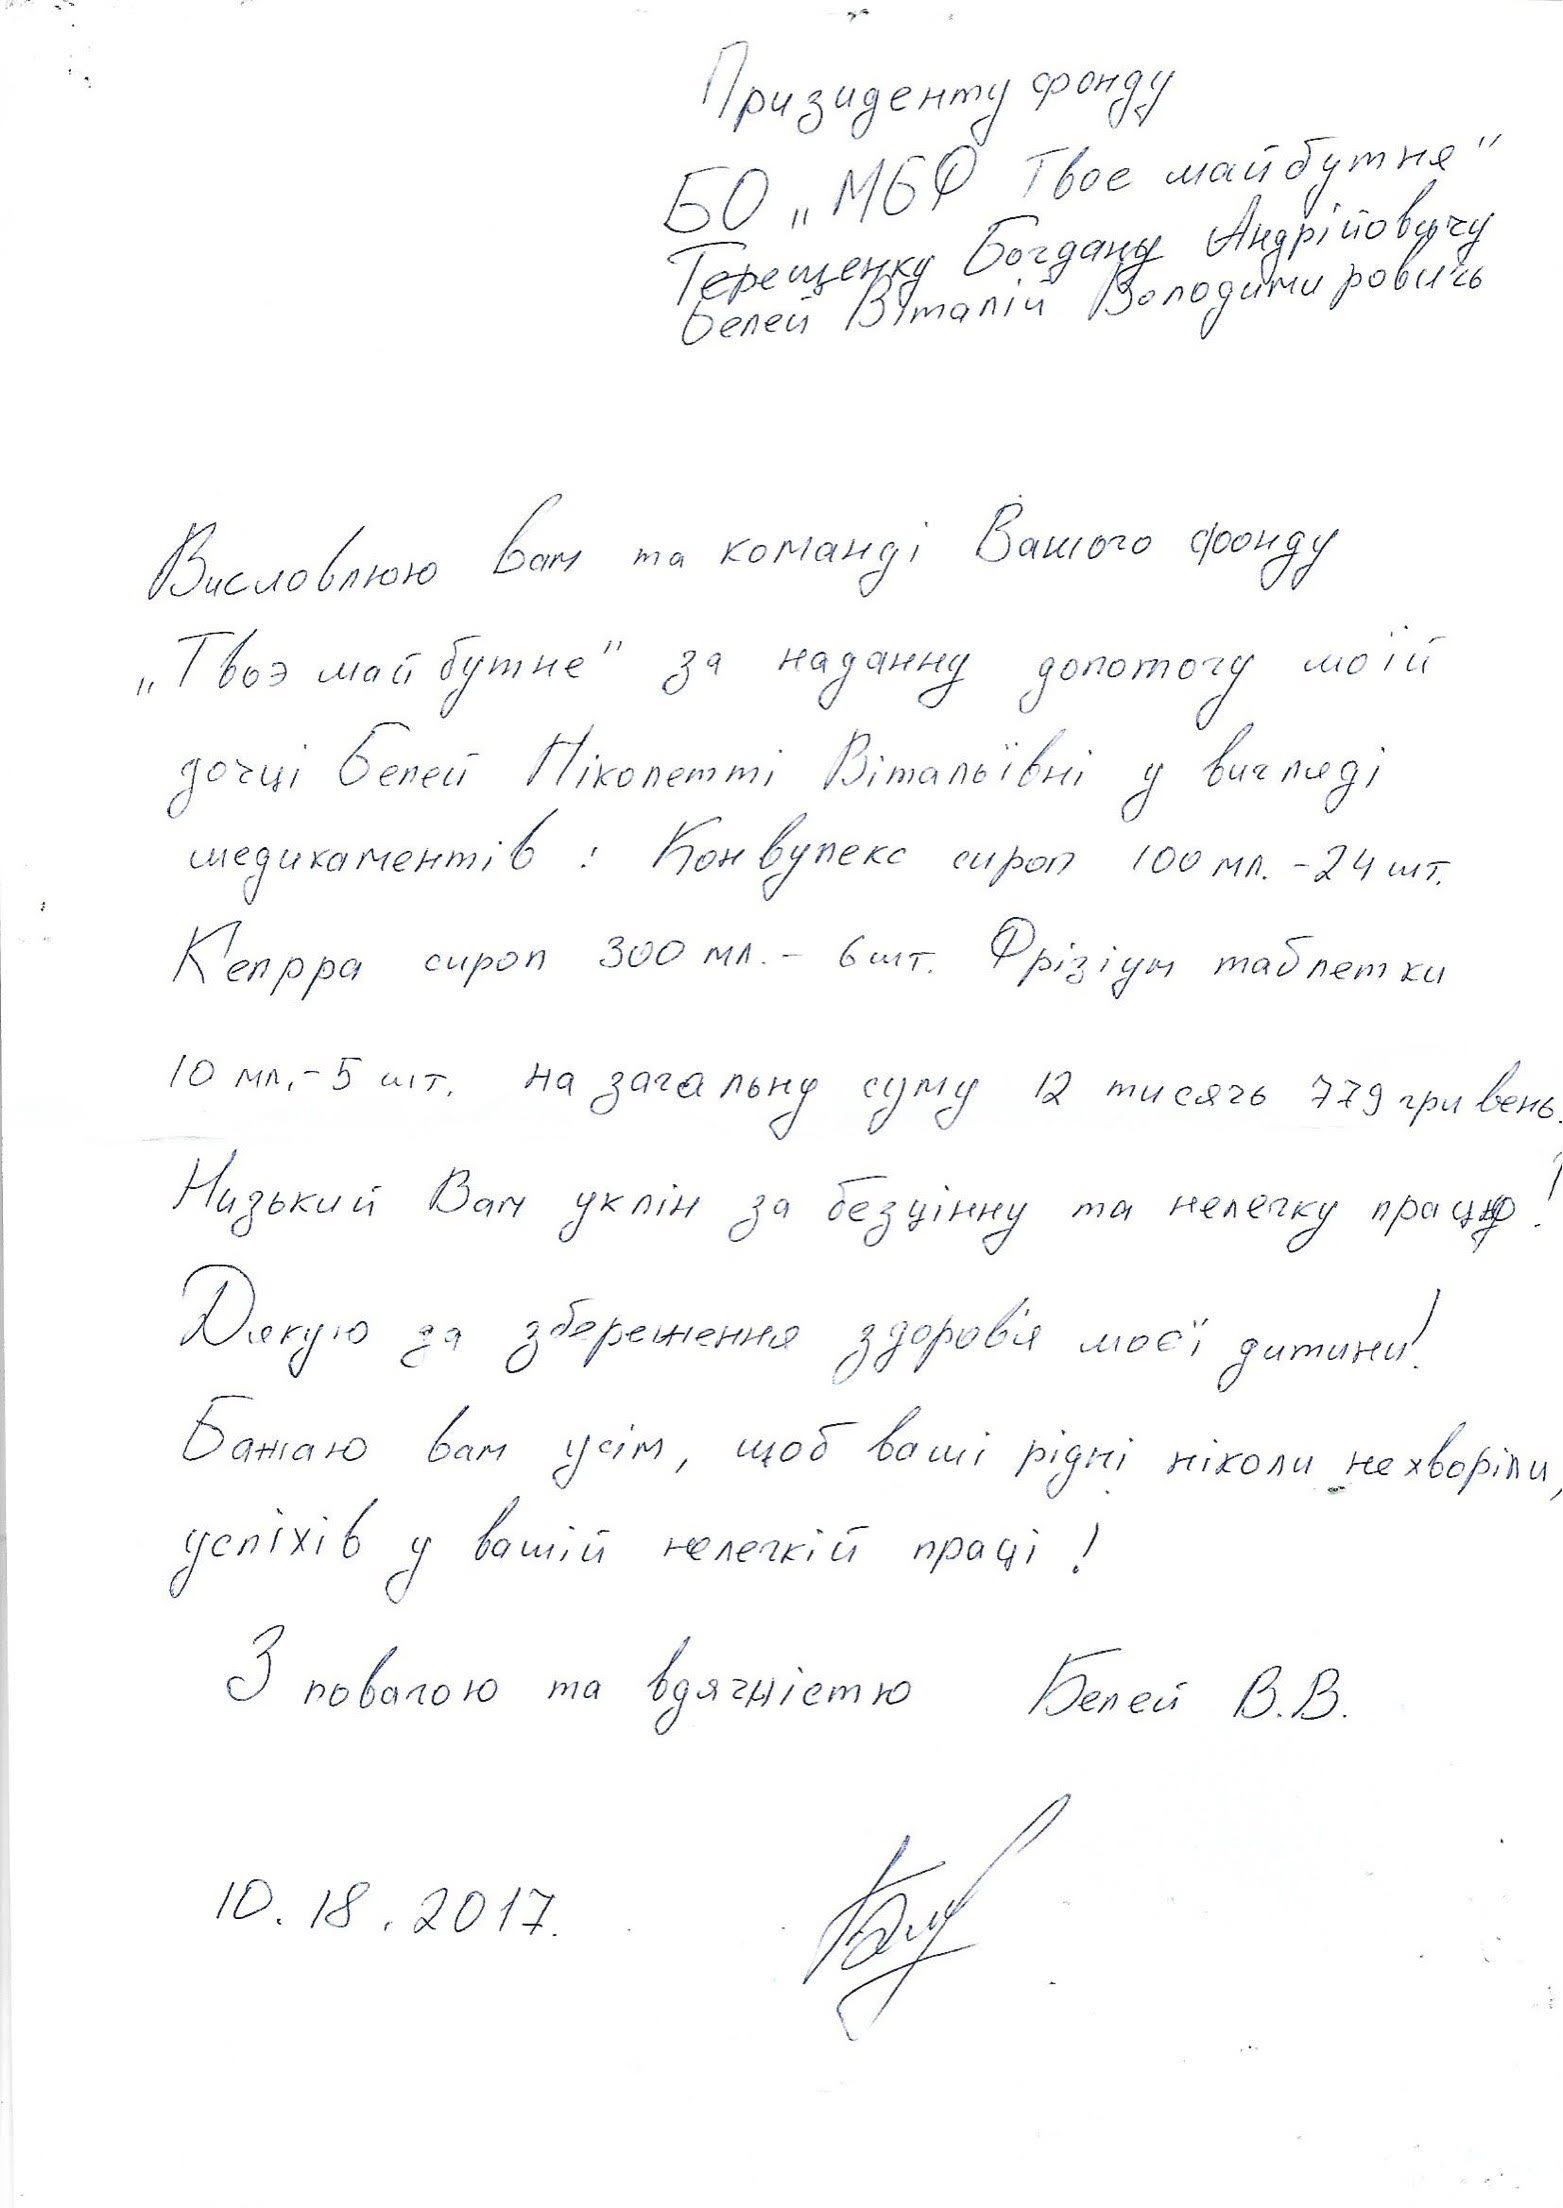 Призиденту фонду
БО „МБФ Твое майбутня"
Терещенку Богдану Андрійовичу
Белей Віталій Володимировичь
Висловлюю Вам та команді Вашого фонду
„Твоэ майбутне" за наданну допомогу моїй
дочці Белей Ніколетті Вітальївні у вигляді
медикаментів : Конвулекс сироп 100 мл. - 24 шт.
Кеппра сироп 300 мл. - 6 шт. Фрізіум таблетки
10 мл. - 5 шт. на загальну суму 12 тисячь 779 гривень.
Низький Вам уклін за безцінну та нелегку працю!
Дякую за збереження здоров'я моєї дитини!
Бажаю вам усім, щоб ваші рідні ніколи не хворіли,
успіхів у вашій нелегкій праці !
З повагою та вдячністю Белей В.В.
10.18.2017.